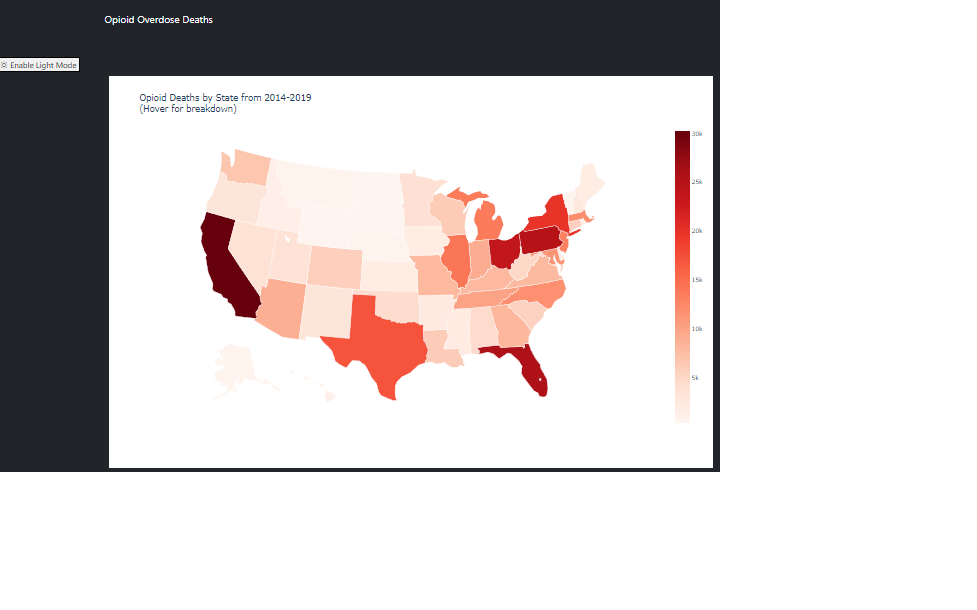 Opioid Overdose Deaths
Enable Light Mode
Opioid Deaths by State from 2014-2019
(Hover for breakdown)
30k
25k
20k
15k
10k
5k